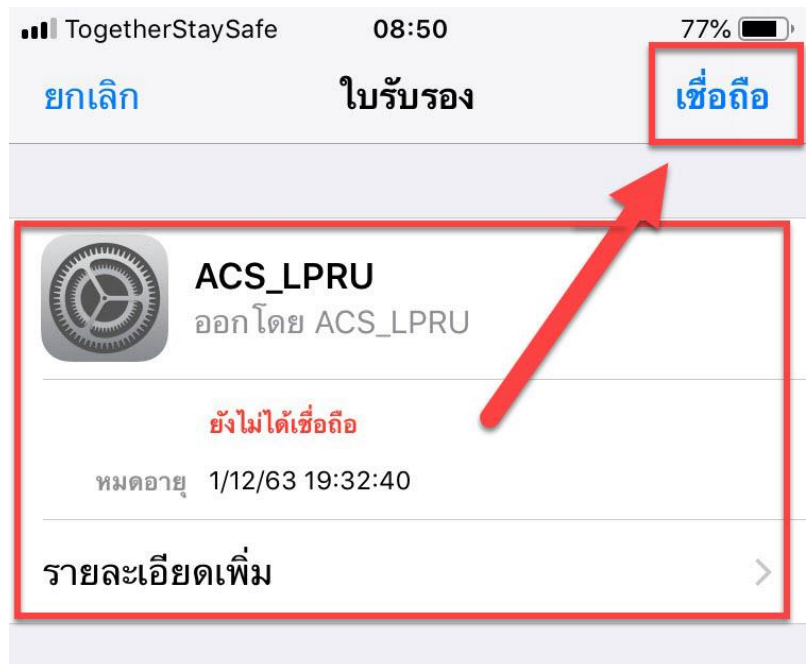 TogetherStaySafe 08:50 77%
ยกเลิก ใบรับรอง เชื่อถือ
ACS_LPRU
ออกโดย ACS_LPRU
ยังไม่ได้เชื่อถือ
หมดอายุ 1/12/63 19:32:40
รายละเอียดเพิ่ม